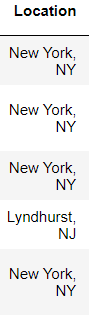 Location
New York,
NY
New York,
NY
New York,
NY
Lyndhurst,
NJ
New York,
NY